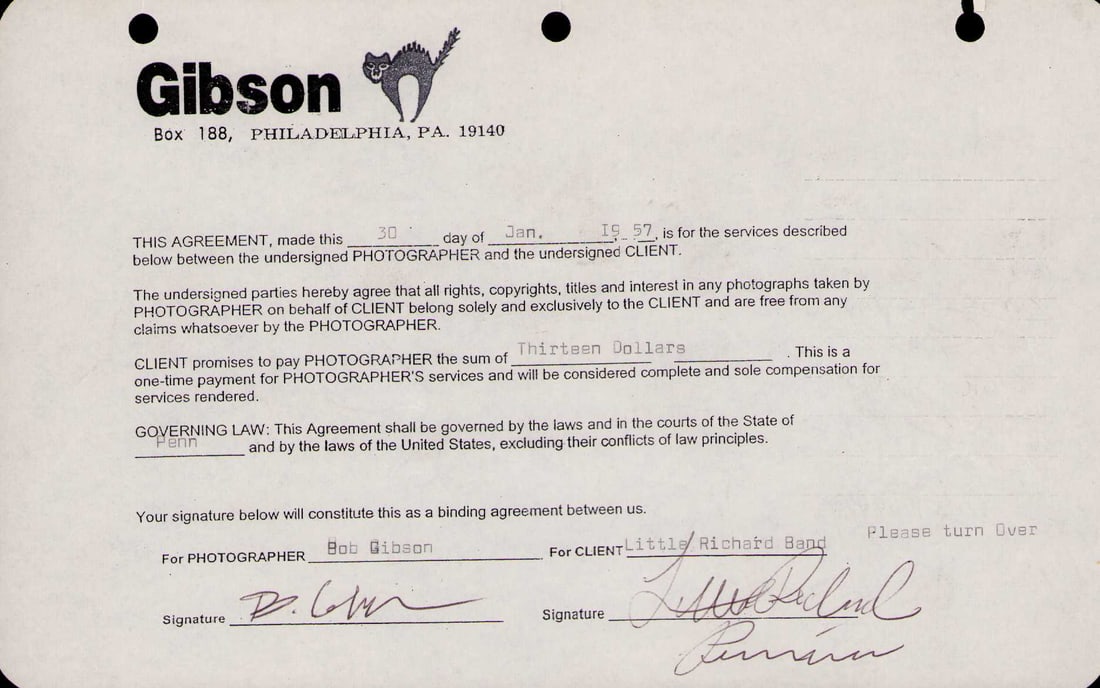 Gibson
Box 188, PHILADELPHIA, PA. 19140
THIS AGREEMENT, made this 30 day of Jan. I9 57, is for the services described
below between the undersigned PHOTOGRAPHER and the undersigned CLIENT.
The undersigned parties hereby agree that all rights, copyrights, titles and interest in any photographs taken by
PHOTOGRAPHER on behalf of CLIENT belong solely and exclusively to the CLIENT and are free from any
claims whatsoever by the PHOTOGRAPHER.
CLIENT promises to pay PHOTOGRAPHER the sum of Thirteen Dollars . This is a
one-time payment for PHOTOGRAPHER'S services and will be considered complete and sole compensation for
services rendered.
GOVERNING LAW: This Agreement shall be governed by the laws and in the courts of the State of
Penn and by the laws of the United States, excluding their conflicts of law principles.
Your signature below will constitute this as a binding agreement between us.
Please turn Over
For PHOTOGRAPHER Bob Gibson For CLIENT Little Richard Band
Signature B. Gibson Signature Little Richard
Penniman